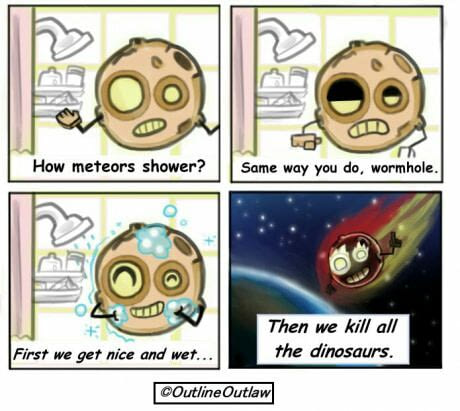 How meteors shower?
Same way you do, wormhole.
First we get nice and wet...
Then we kill all
the dinosaurs.
©OutlineOutlaw